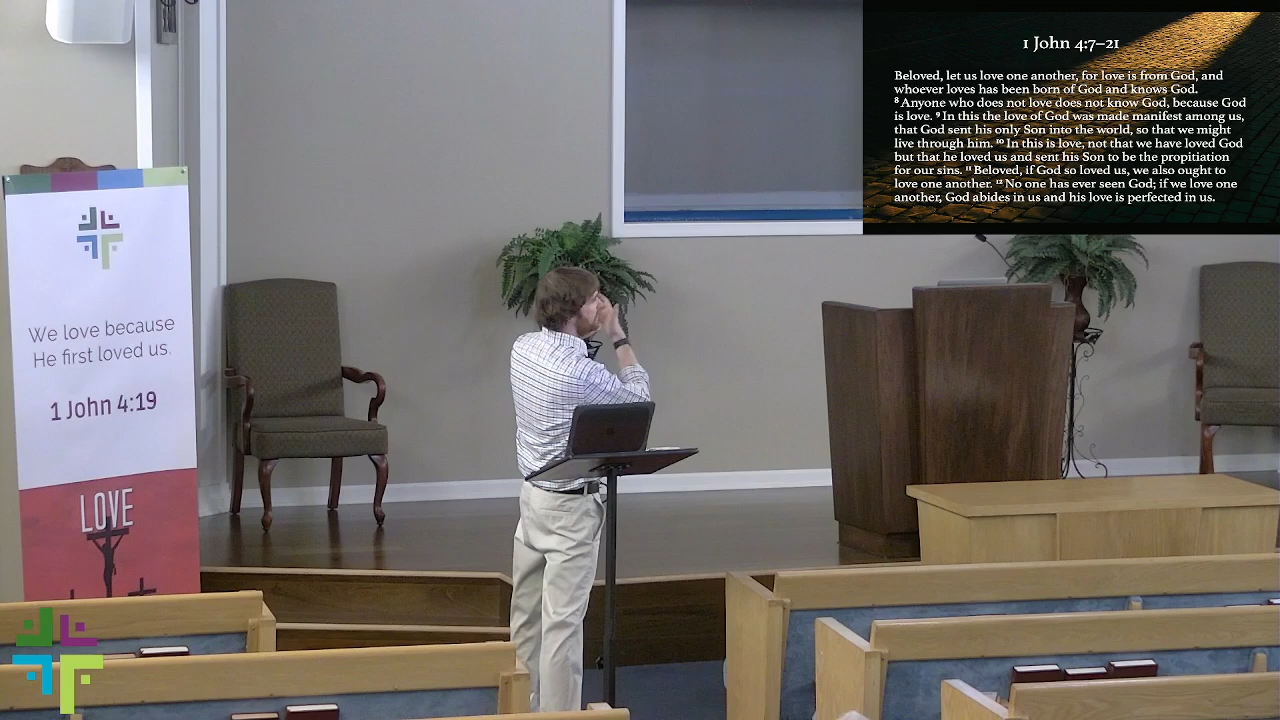 We love because
He first loved us.
1 John 4:19
LOVE
1 John 4:7–21
Beloved, let us love one another, for love is from God, and
whoever loves has been born of God and knows God.
⁸ Anyone who does not love does not know God, because God
is love. ⁹ In this the love of God was made manifest among us,
that God sent his only Son into the world, so that we might
live through him. ¹⁰ In this is love, not that we have loved God
but that he loved us and sent his Son to be the propitiation
for our sins. ¹¹ Beloved, if God so loved us, we also ought to
love one another. ¹² No one has ever seen God; if we love one
another, God abides in us and his love is perfected in us.